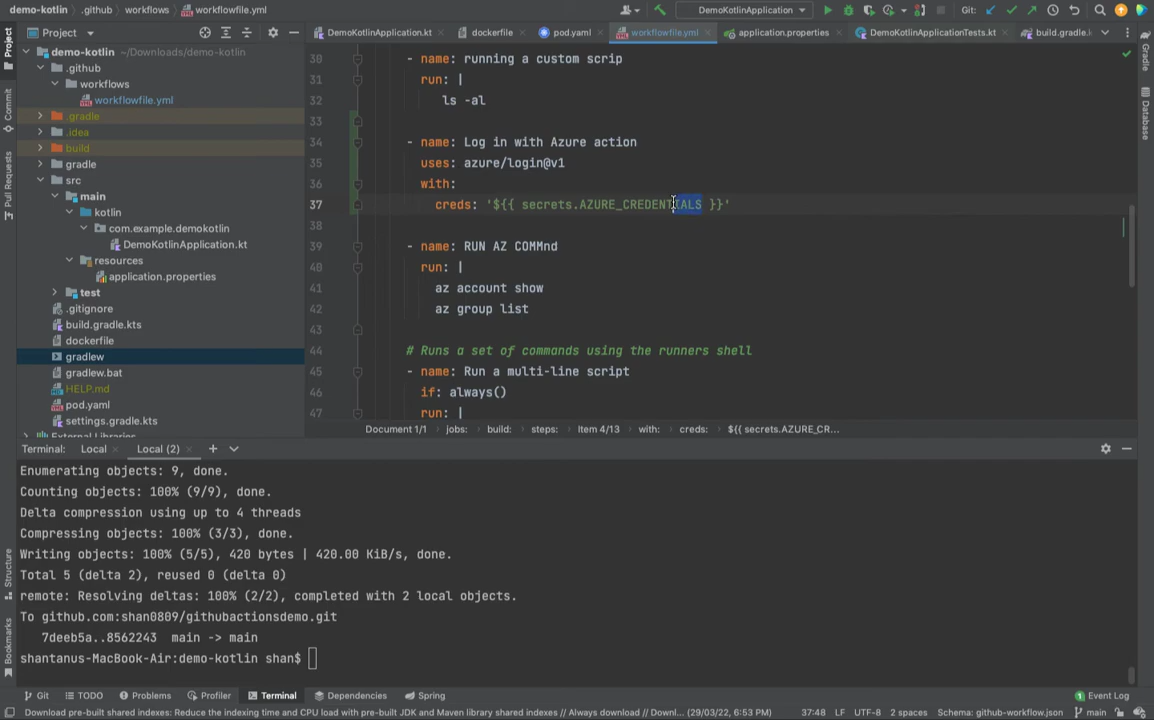 demo-kotlin
.github
workflows
workflowfile.yml
DemoKotlinApplication
Git:
Project
DemoKotlinApplication.kt
dockerfile
pod.yaml
workflowfile.yml
application.properties
DemoKotlinApplicationTests.kt
build.gradle.
Project
Commit
Pull Requests
Structure
Bookmarks
Gradle
Database
demo-kotlin ~/Downloads/demo-kotlin
.github
workflows
workflowfile.yml
.gradle
.idea
build
gradle
src
main
kotlin
com.example.demokotlin
DemoKotlinApplication.kt
resources
application.properties
test
.gitignore
build.gradle.kts
dockerfile
gradlew
gradlew.bat
HELP.md
pod.yaml
settings.gradle.kts
External Libraries
30 - name: running a custom scrip
31 run: |
32 ls -al
33
34 - name: Log in with Azure action
35 uses: azure/login@v1
36 with:
37 creds: '${{ secrets.AZURE_CREDENTIALS }}'
38
39 - name: RUN AZ COMMnd
40 run: |
41 az account show
42 az group list
43
44 # Runs a set of commands using the runners shell
45 - name: Run a multi-line script
46 if: always()
47 run: |
Document 1/1 jobs: build: steps: Item 4/13 with: creds: ${{ secrets.AZURE_CR...
Terminal: Local Local (2)
Enumerating objects: 9, done.
Counting objects: 100% (9/9), done.
Delta compression using up to 4 threads
Compressing objects: 100% (3/3), done.
Writing objects: 100% (5/5), 420 bytes | 420.00 KiB/s, done.
Total 5 (delta 2), reused 0 (delta 0)
remote: Resolving deltas: 100% (2/2), completed with 2 local objects.
To github.com:shan0809/githubactionsdemo.git
7deeb5a..8562243 main -> main
shantanus-MacBook-Air:demo-kotlin shan$
Git TODO Problems Profiler Terminal Dependencies Spring 1 Event Log
Download pre-built shared indexes: Reduce the indexing time and CPU load with pre-built JDK and Maven library shared indexes // Always download // Downl... (29/03/22, 6:53 PM) 37:48 LF UTF-8 2 spaces Schema: github-workflow.json main